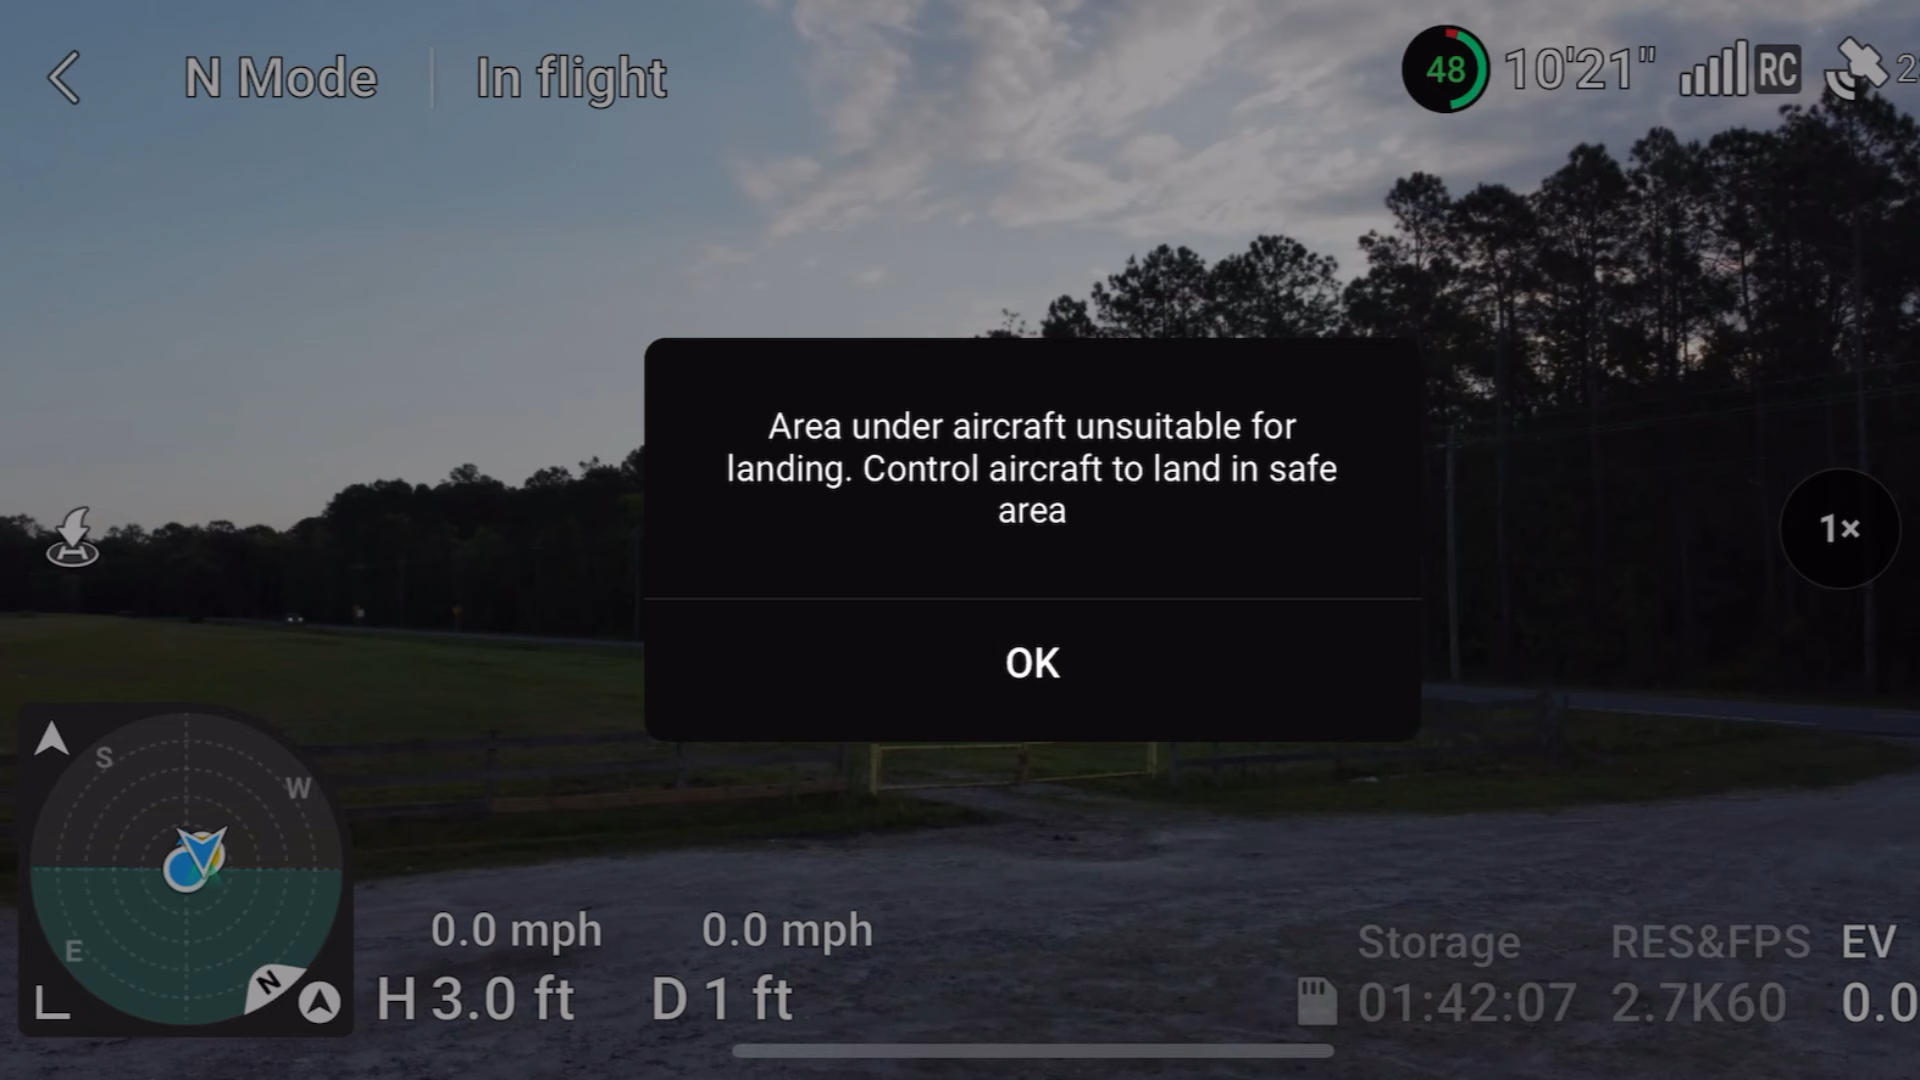 N Mode
In flight
48
10'21"
RC
Area under aircraft unsuitable for
landing. Control aircraft to land in safe
area
OK
1×
S
W
E
N
0.0 mph
0.0 mph
H 3.0 ft
D 1 ft
Storage
RES&FPS
EV
01:42:07
2.7K60
0.0